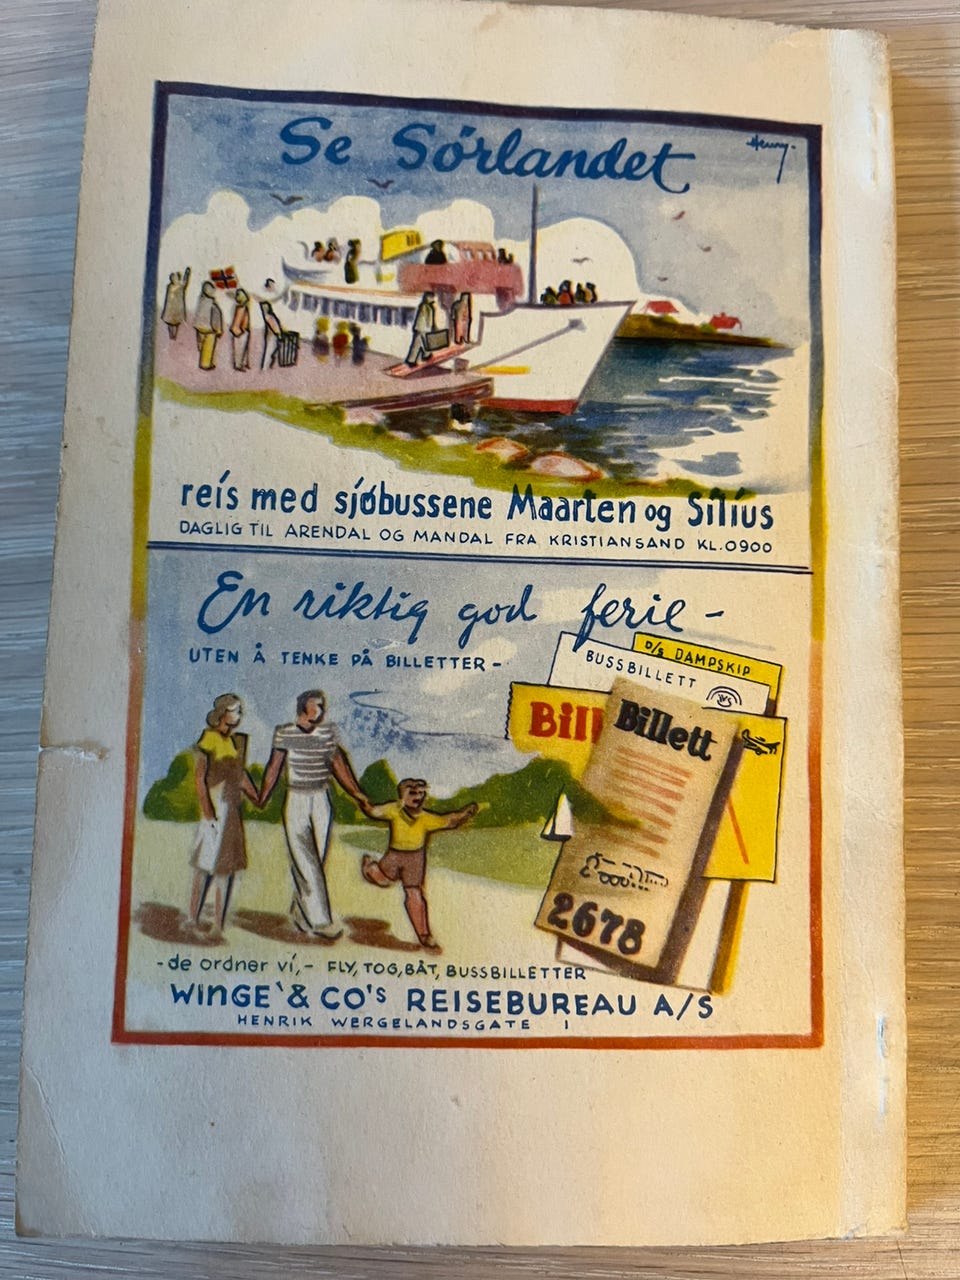 Se Sørlandet
Henry.
reis med sjøbussene Maarten og Silius
DAGLIG TIL ARENDAL OG MANDAL FRA KRISTIANSAND KL.0900
En riktig god ferie –
UTEN Å TENKE PÅ BILLETTER –
D/S DAMPSKIP
BUSSBILLETT
Bill
Billett
2678
- de ordner vi,- FLY, TOG, BÅT, BUSSBILLETTER
WINGE & CO's REISEBUREAU A/S
HENRIK WERGELANDSGATE 1